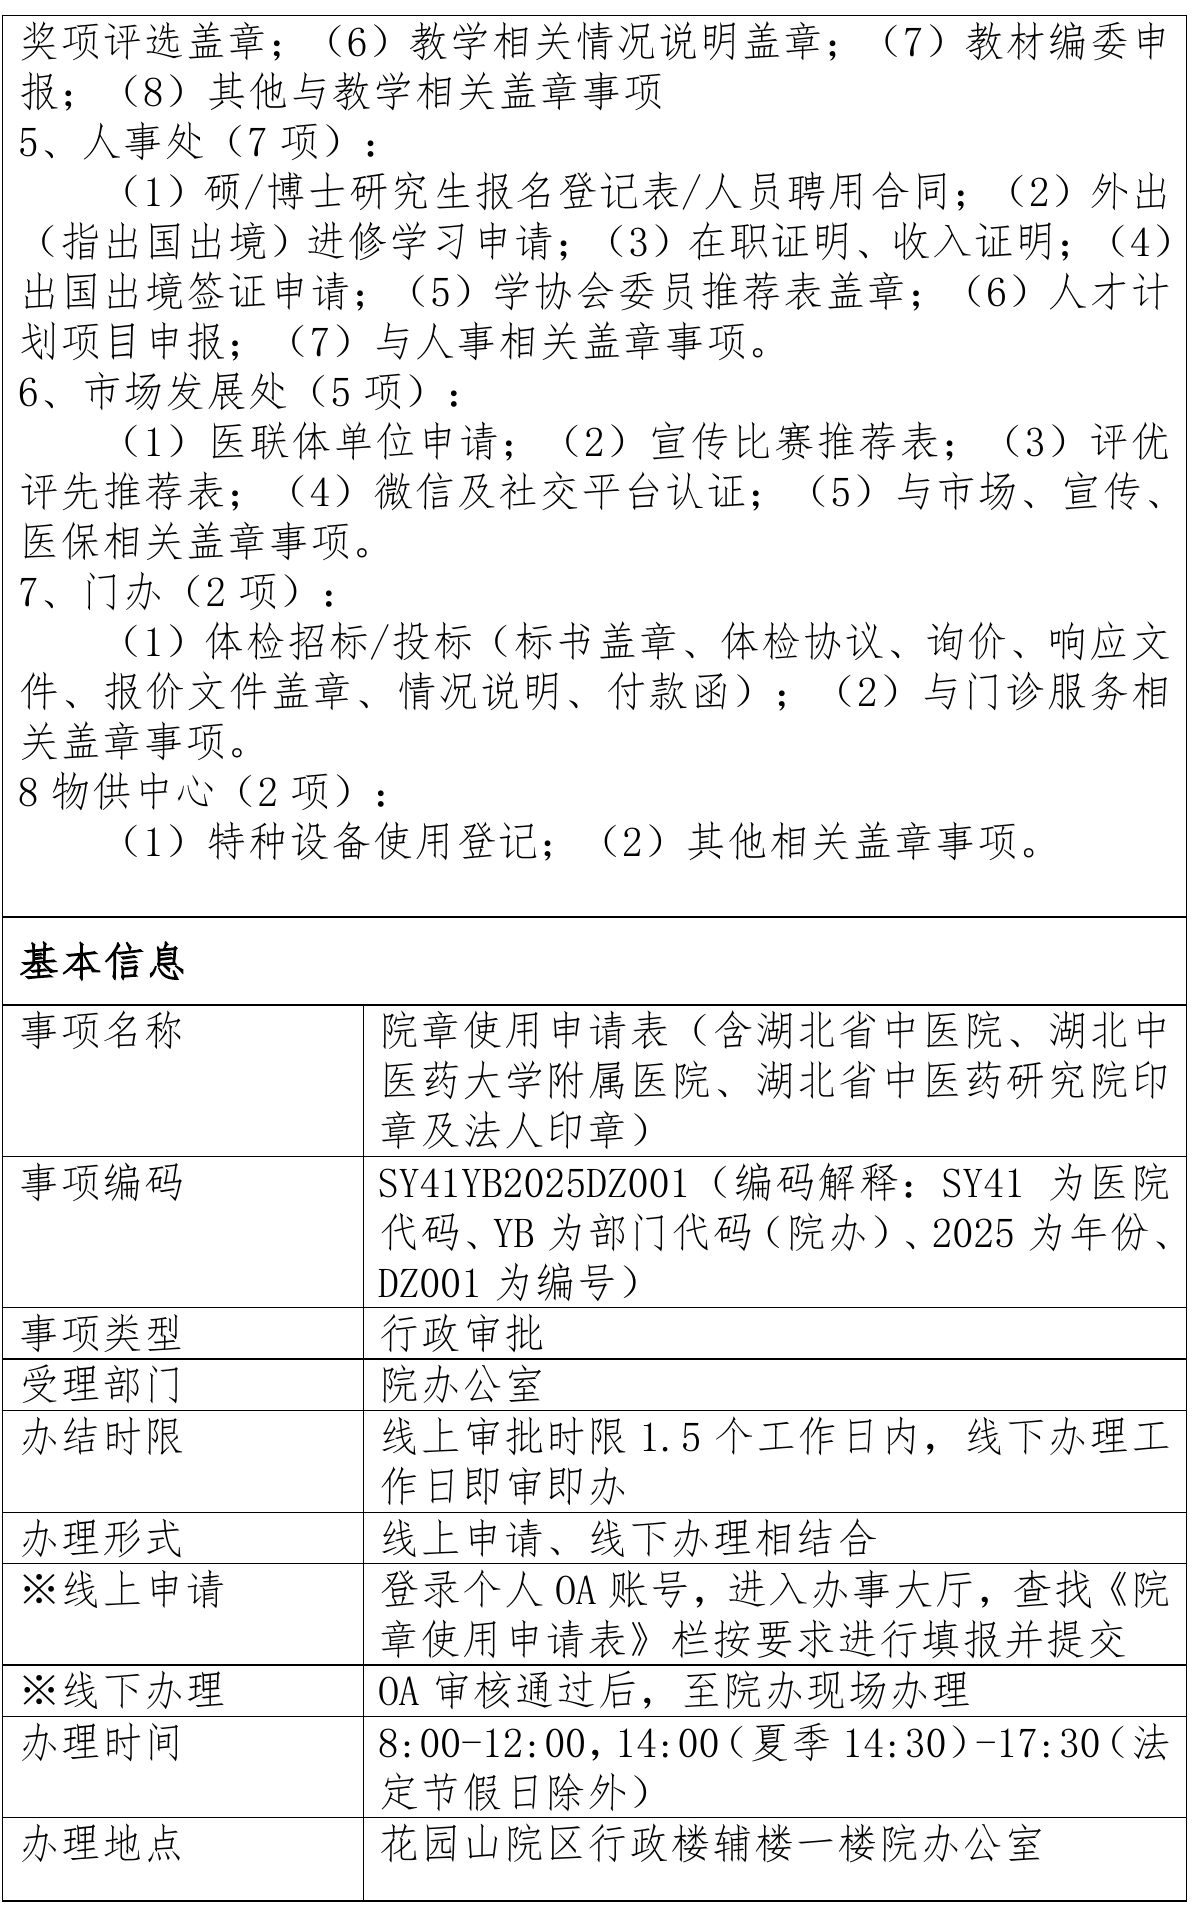 奖项评选盖章；（6）教学相关情况说明盖章；（7）教材编委申
报；（8）其他与教学相关盖章事项
5、人事处（7 项）：
（1）硕/博士研究生报名登记表/人员聘用合同；（2）外出
（指出国出境）进修学习申请；（3）在职证明、收入证明；（4）
出国出境签证申请；（5）学协会委员推荐表盖章；（6）人才计
划项目申报；（7）与人事相关盖章事项。
6、市场发展处（5 项）：
（1）医联体单位申请；（2）宣传比赛推荐表；（3）评优
评先推荐表；（4）微信及社交平台认证；（5）与市场、宣传、
医保相关盖章事项。
7、门办（2 项）：
（1）体检招标/投标（标书盖章、体检协议、询价、响应文
件、报价文件盖章、情况说明、付款函）；（2）与门诊服务相
关盖章事项。
8 物供中心（2 项）：
（1）特种设备使用登记；（2）其他相关盖章事项。
基本信息
事项名称
院章使用申请表（含湖北省中医院、湖北中
医药大学附属医院、湖北省中医药研究院印
章及法人印章）
事项编码
SY41YB2025DZ001（编码解释：SY41 为医院
代码、YB 为部门代码（院办）、2025 为年份、
DZ001 为编号）
事项类型
行政审批
受理部门
院办公室
办结时限
线上审批时限 1.5 个工作日内，线下办理工
作日即审即办
办理形式
线上申请、线下办理相结合
※线上申请
登录个人 OA 账号，进入办事大厅，查找《院
章使用申请表》栏按要求进行填报并提交
※线下办理
OA 审核通过后，至院办现场办理
办理时间
8:00-12:00，14:00（夏季 14:30）-17:30（法
定节假日除外）
办理地点
花园山院区行政楼辅楼一楼院办公室